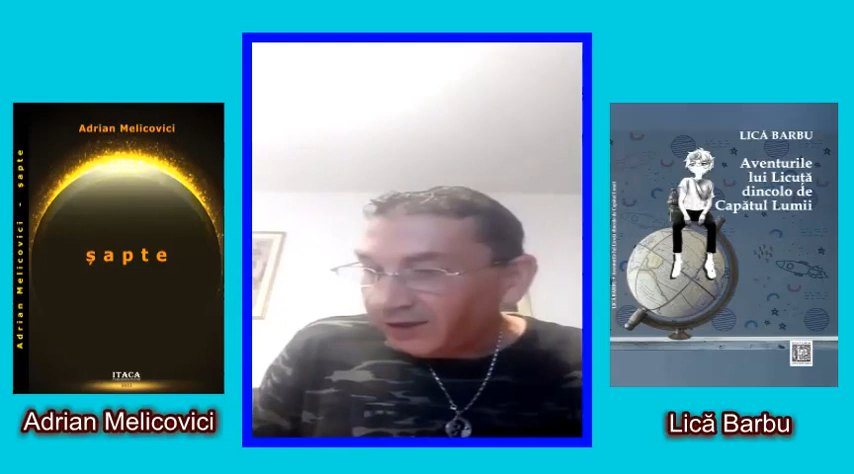 Adrian Melicovici
Adrian Melicovici - șapte
șapte
ITACA
Adrian Melicovici
LICĂ BARBU
Aventurile
lui Licuță
dincolo de
Capătul Lumii
Lică Barbu